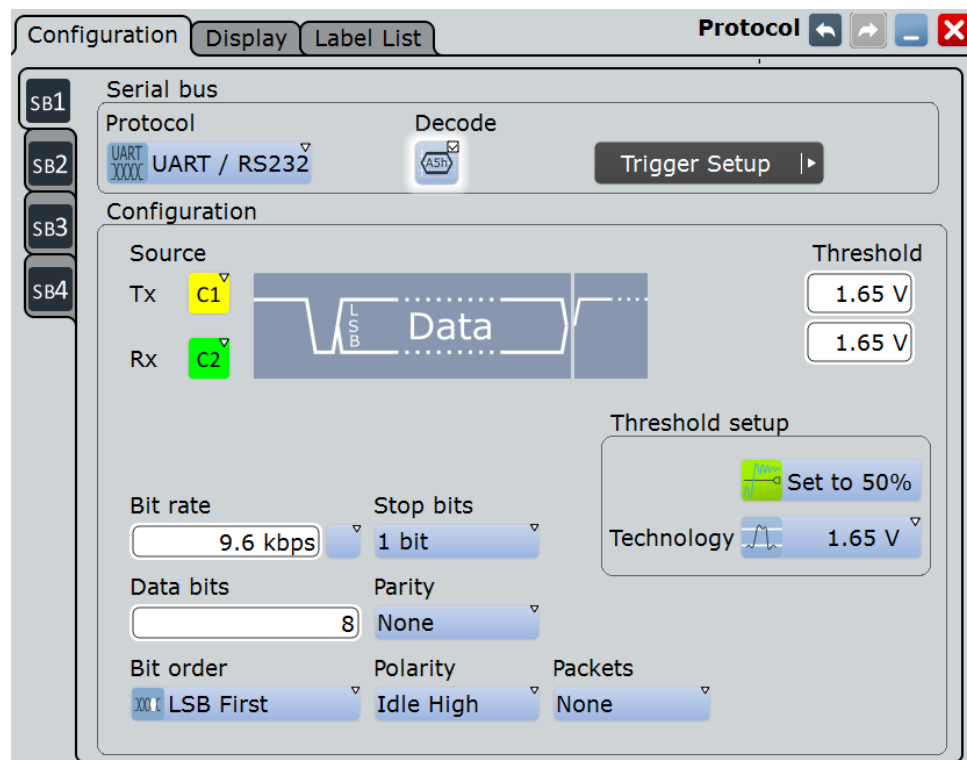 Configuration Display Label List Protocol
SB1
SB2
SB3
SB4
Serial bus
Protocol Decode
UART UART / RS232 A5h Trigger Setup
Configuration
Source Threshold
Tx C1 1.65 V
LSB Data
Rx C2 1.65 V
Threshold setup
Set to 50%
Technology 1.65 V
Bit rate Stop bits
9.6 kbps 1 bit
Data bits Parity
8 None
Bit order Polarity Packets
LSB First Idle High None